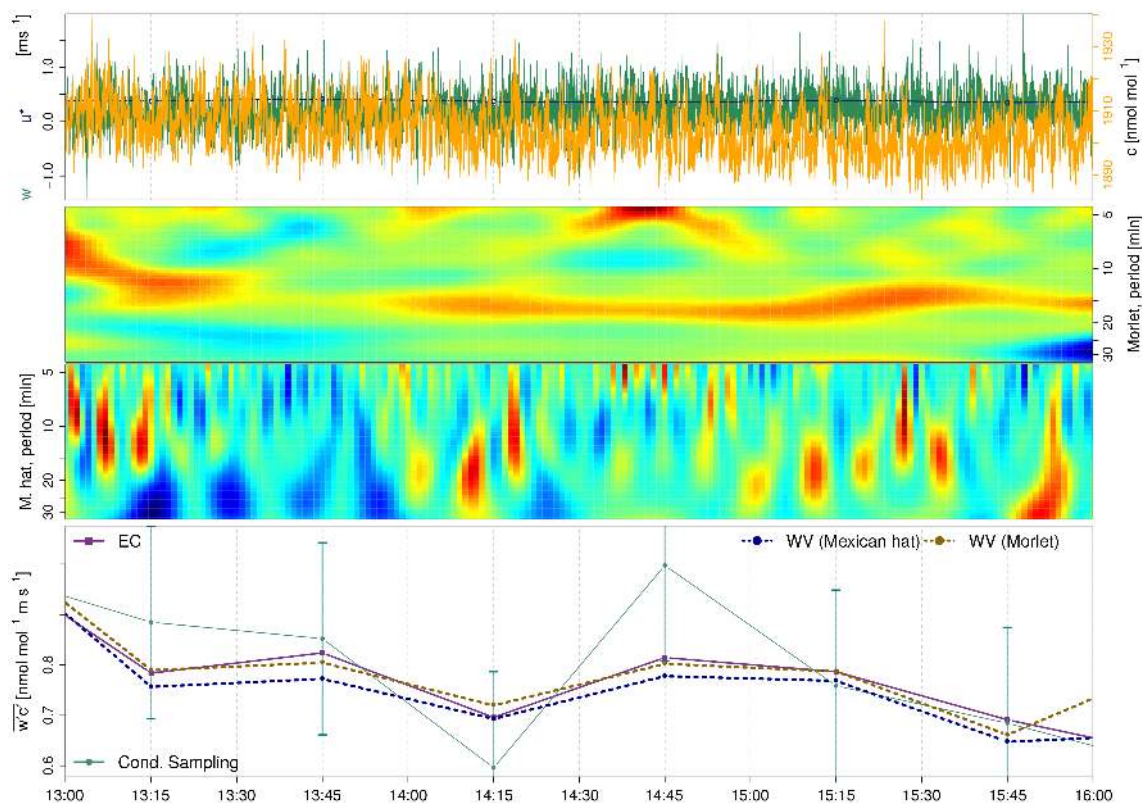 w
u*
[ms⁻¹]
−1.0
0.0
1.0
1890
1910
1930
c [nmol mol⁻¹]
5
10
20
30
Morlet, period [min]
5
10
20
30
M. hat, period [min]
EC
WV (Mexican hat)
WV (Morlet)
Cond. Sampling
0.6
0.7
0.8
w'c' [nmol mol⁻¹ m s⁻¹]
13:00 13:15 13:30 13:45 14:00 14:15 14:30 14:45 15:00 15:15 15:30 15:45 16:00